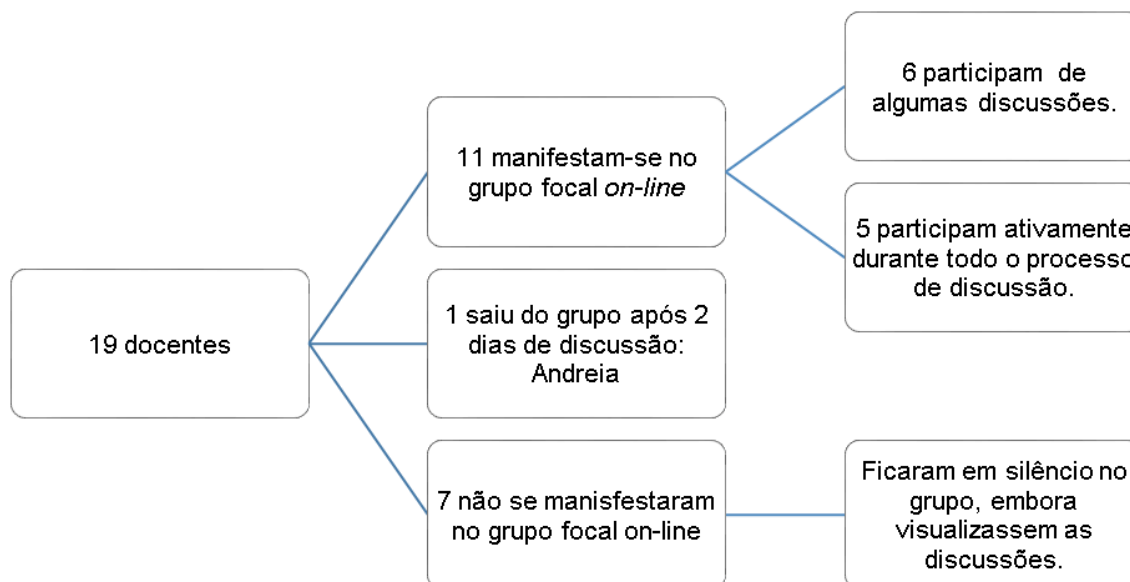 6 participam de
algumas discussões.
11 manifestam-se no
grupo focal on-line
5 participam ativamente
durante todo o processo
de discussão.
19 docentes
1 saiu do grupo após 2
dias de discussão:
Andreia
7 não se manisfestaram
no grupo focal on-line
Ficaram em silêncio no
grupo, embora
visualizassem as
discussões.